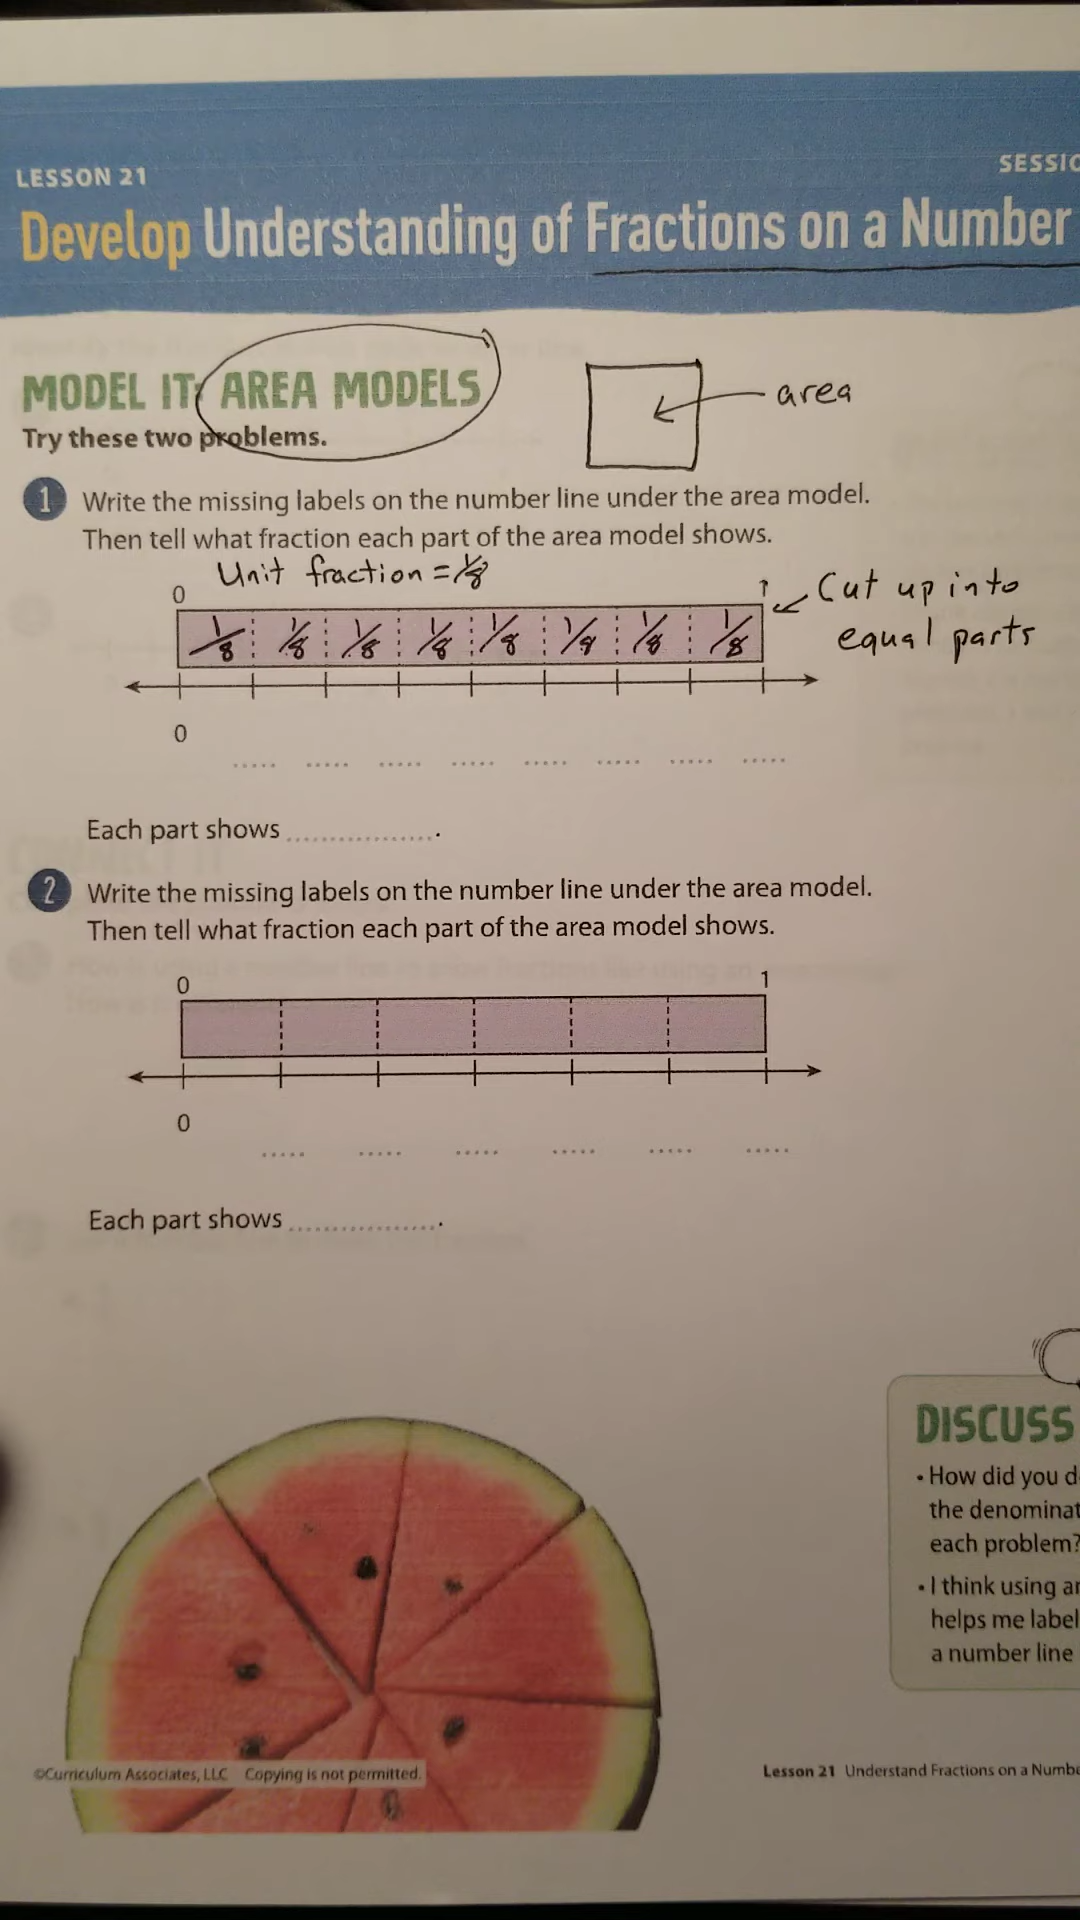 LESSON 21
SESSIO
Develop Understanding of Fractions on a Number
MODEL IT: AREA MODELS
area
Try these two problems.
1 Write the missing labels on the number line under the area model.
Then tell what fraction each part of the area model shows.
Unit fraction = 1/8
0 1
Cut up into
equal parts
1/8 1/8 1/8 1/8 1/8 1/8 1/8 1/8
0
Each part shows ................ .
2 Write the missing labels on the number line under the area model.
Then tell what fraction each part of the area model shows.
0 1
0
Each part shows ................ .
DISCUSS
• How did you d
the denominat
each problem?
• I think using ar
helps me label
a number line
©Curriculum Associates, LLC Copying is not permitted.
Lesson 21 Understand Fractions on a Numbe